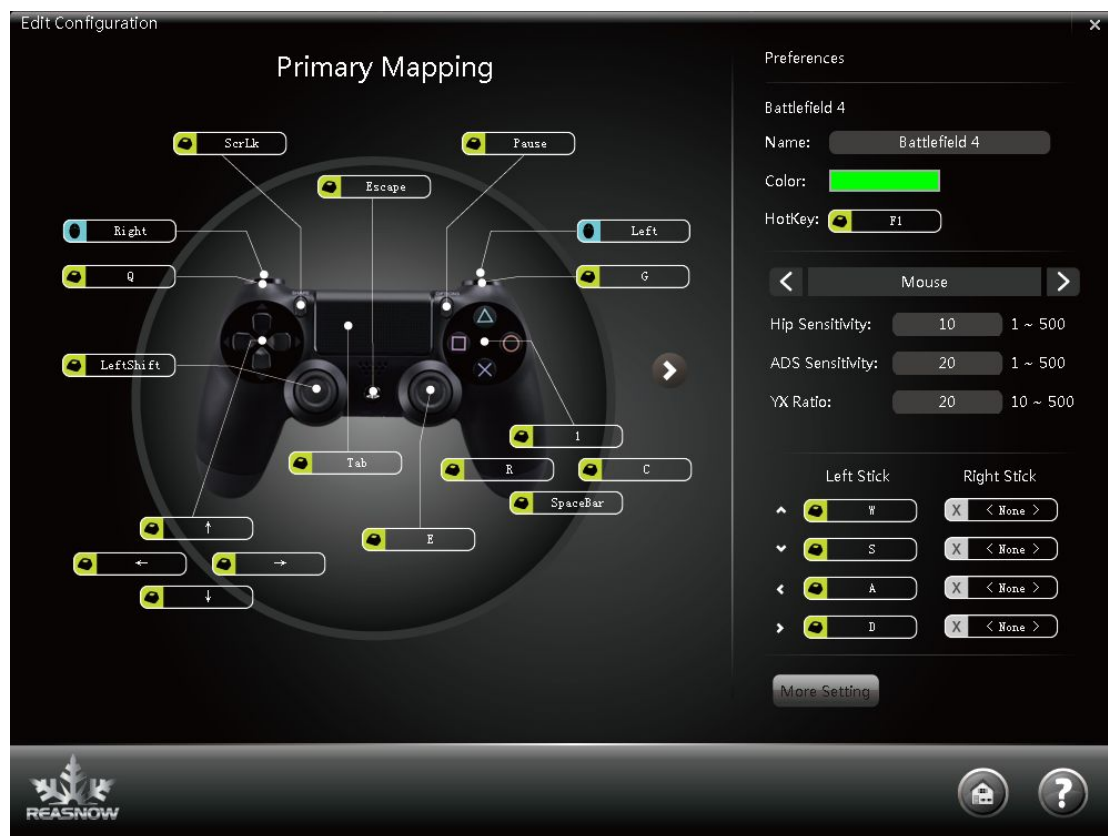 Edit Configuration
Primary Mapping
ScrLk
Pause
Escape
Right
Left
Q
G
LeftShift
1
Tab
R
C
SpaceBar
↑
E
←
→
↓
Preferences
Battlefield 4
Name: Battlefield 4
Color:
HotKey: F1
Mouse
Hip Sensitivity: 10 1 ~ 500
ADS Sensitivity: 20 1 ~ 500
YX Ratio: 20 10 ~ 500
Left Stick Right Stick
W X < None >
S X < None >
A X < None >
D X < None >
More Setting
REASNOW
?